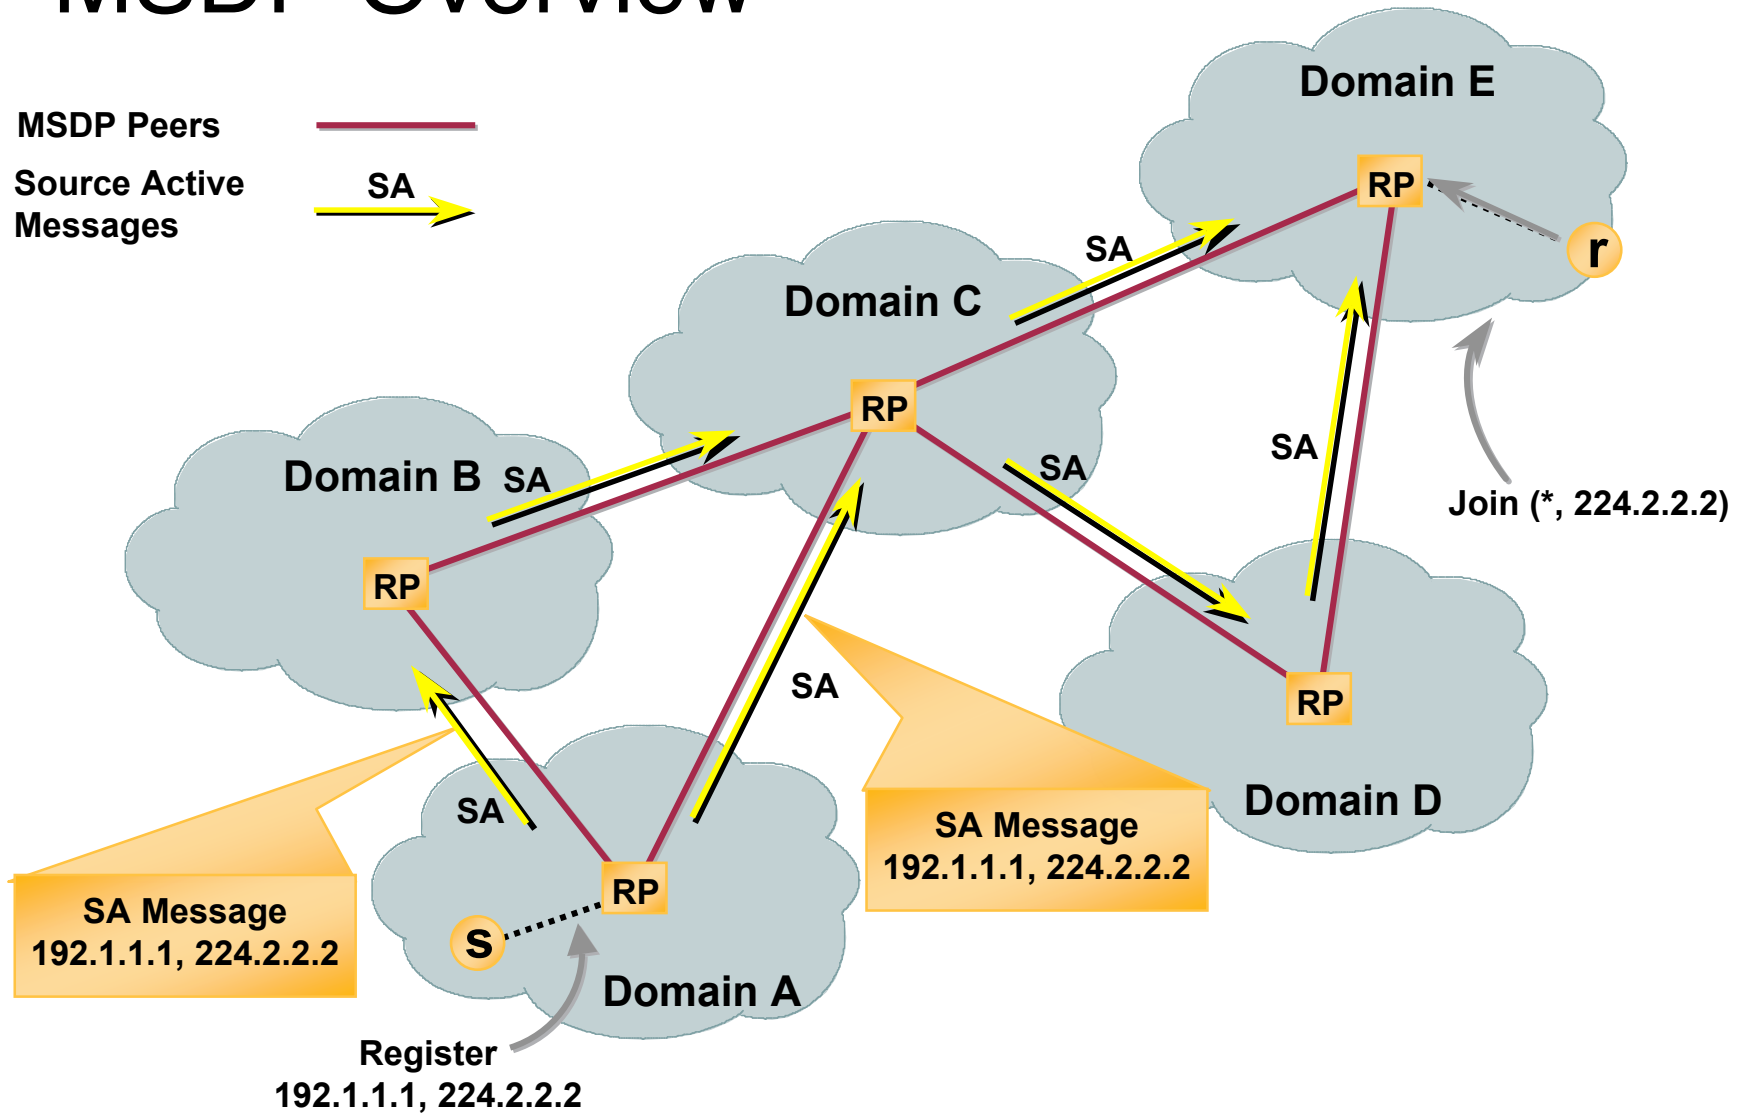 MSDP Overview
Domain E
MSDP Peers
Source Active
Messages
SA
RP
r
SA
Domain C
RP
SA
Domain B
SA
SA
Join (*, 224.2.2.2)
RP
SA
RP
SA
Domain D
SA Message
192.1.1.1, 224.2.2.2
RP
SA Message
192.1.1.1, 224.2.2.2
s
Domain A
Register
192.1.1.1, 224.2.2.2